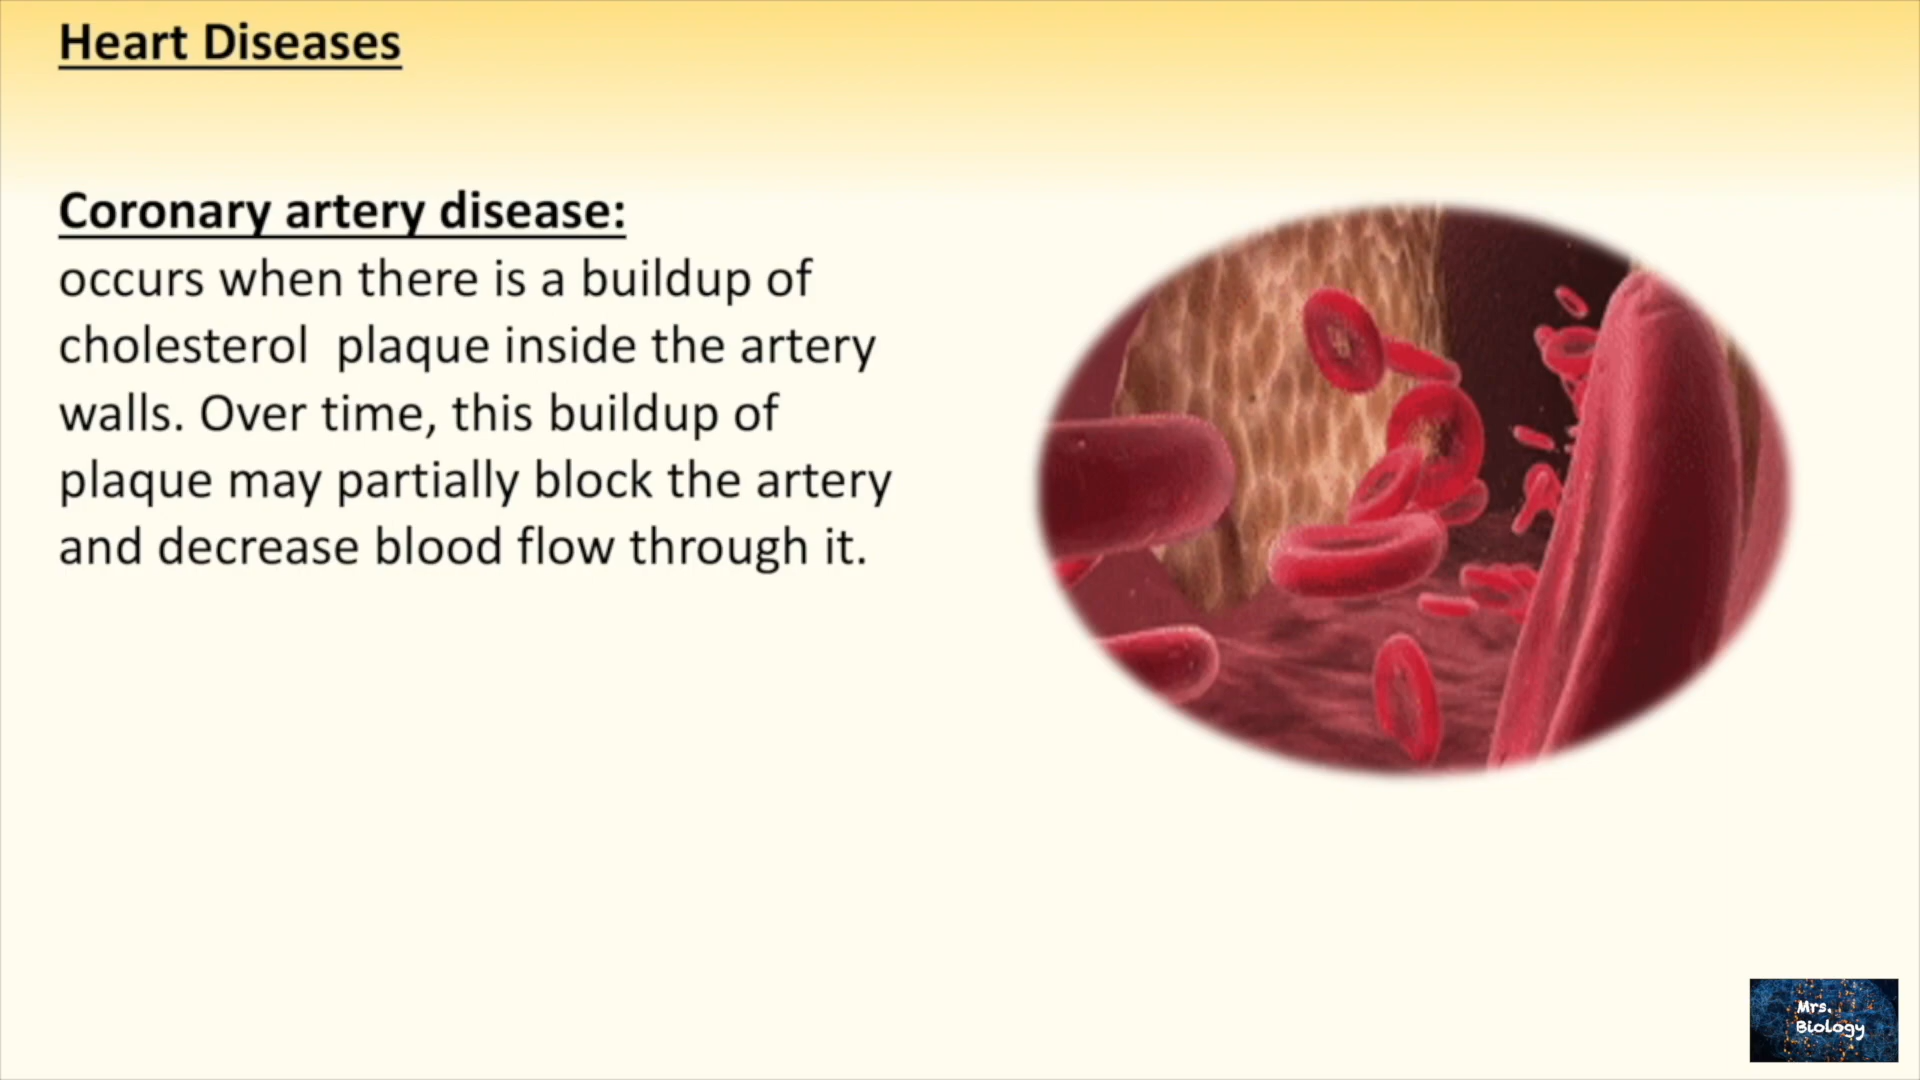 Heart Diseases
Coronary artery disease:
occurs when there is a buildup of
cholesterol  plaque inside the artery
walls. Over time, this buildup of
plaque may partially block the artery
and decrease blood flow through it.
Mrs.
Biology